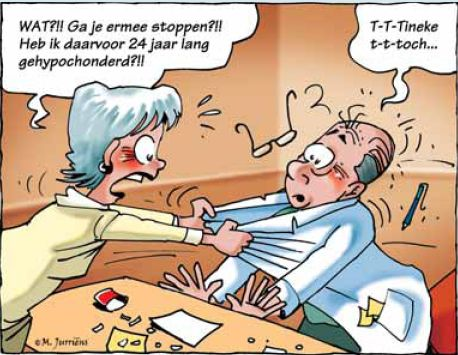 WAT?!! Ga je ermee stoppen?!!
Heb ik daarvoor 24 jaar lang
gehypochonderd?!!
T-T-Tineke
t-t-toch...
©M. Jurriëns